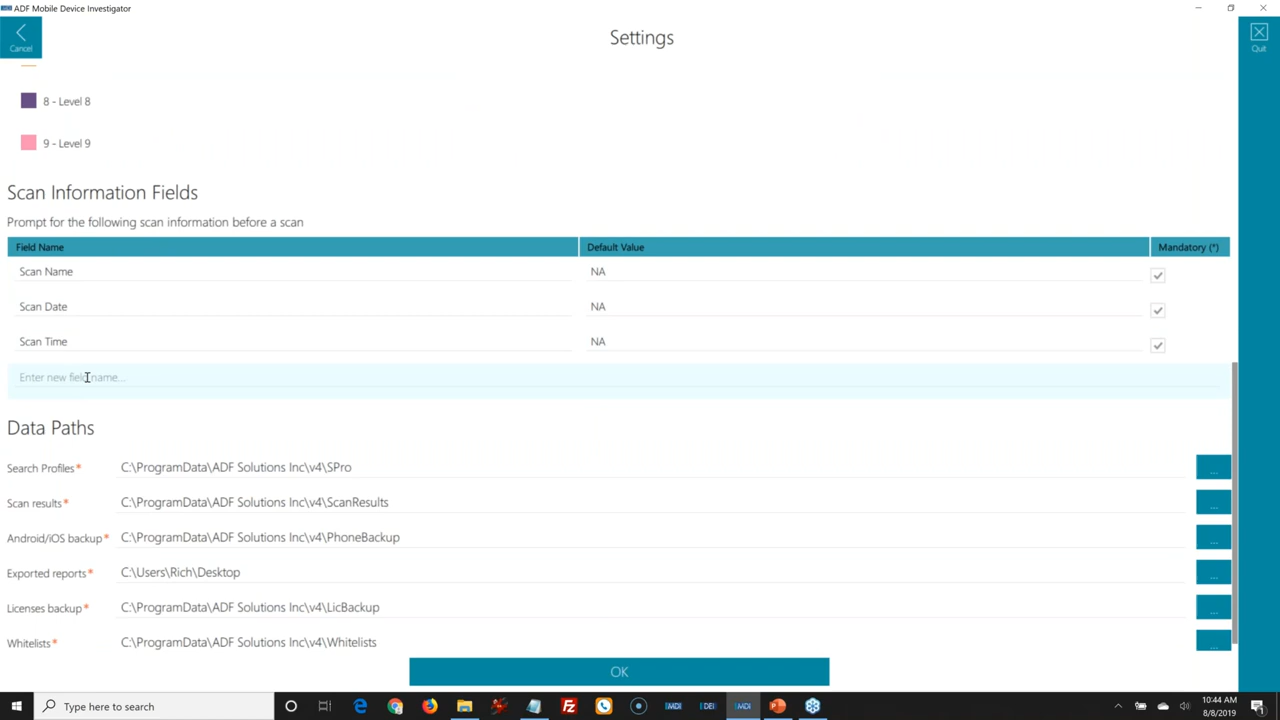 ADF Mobile Device Investigator
Cancel
Settings
Quit
8 - Level 8
9 - Level 9
Scan Information Fields
Prompt for the following scan information before a scan
Field Name Default Value Mandatory (*)
Scan Name NA
Scan Date NA
Scan Time NA
Enter new field name...
Data Paths
Search Profiles* C:\ProgramData\ADF Solutions Inc\v4\SPro ...
Scan results* C:\ProgramData\ADF Solutions Inc\v4\ScanResults ...
Android/iOS backup* C:\ProgramData\ADF Solutions Inc\v4\PhoneBackup ...
Exported reports* C:\Users\Rich\Desktop ...
Licenses backup* C:\ProgramData\ADF Solutions Inc\v4\LicBackup ...
Whitelists* C:\ProgramData\ADF Solutions Inc\v4\Whitelists ...
OK
Type here to search
MDI DEI MDI
10:44 AM
8/8/2019